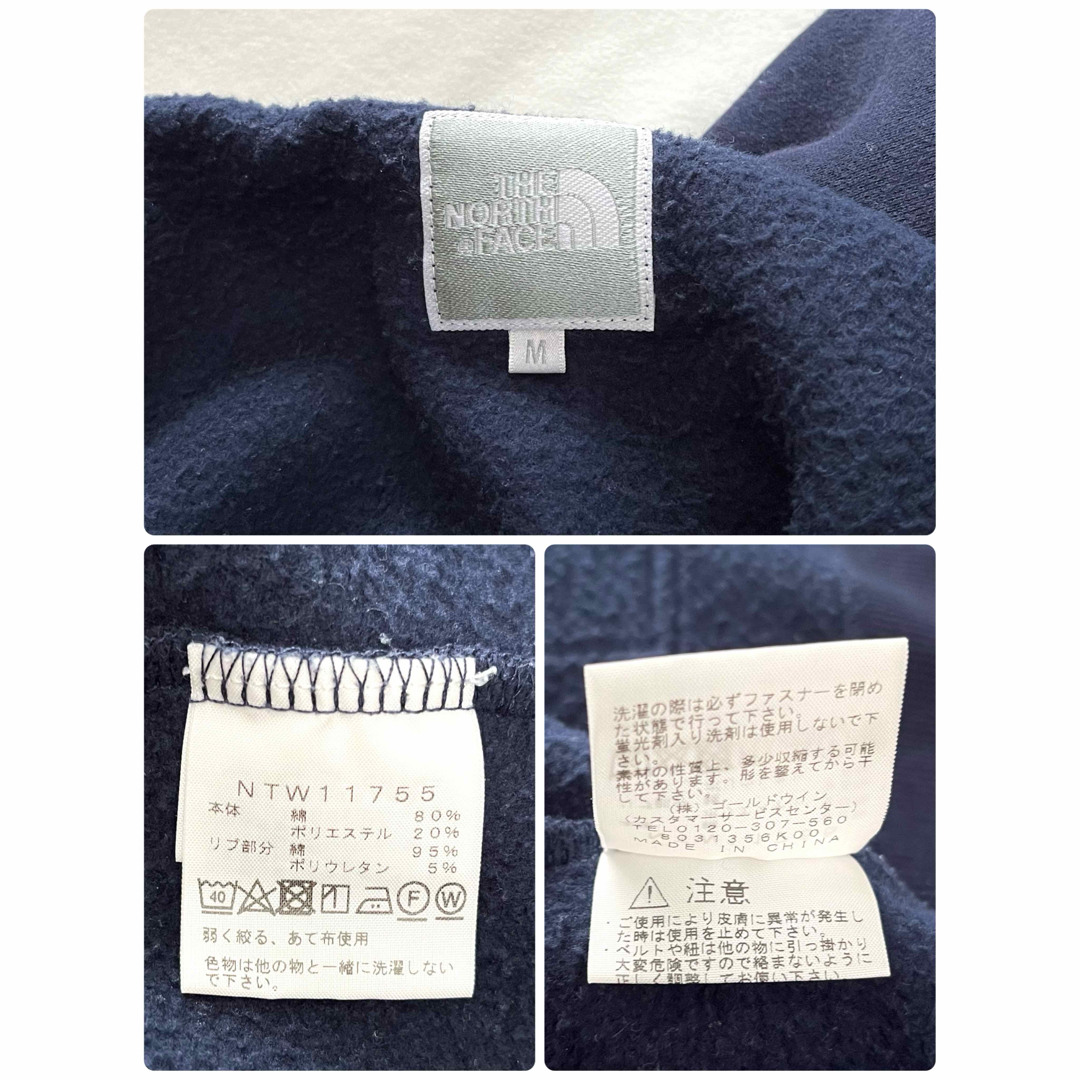 THE
NORTH
FACE
M
NTW11755
本体 綿 80%
ポリエステル 20%
リブ部分 綿 95%
ポリウレタン 5%
40 F W
弱く絞る、あて布使用
色物は他の物と一緒に洗濯しない
で下さい。
洗濯の際は必ずファスナーを閉め
た状態で行って下さい。
蛍光剤入り洗剤は使用しないで下
さい。
素材の性質上、多少収縮する可能
性があります。形を整えてから干
して下さい。
(株) ゴールドウイン
(カスタマーサービスセンター)
TEL0120-307-560
LS031356K00
MADE IN CHINA
注意
・ご使用により皮膚に異常が発生し
た時は使用を止めて下さい。
・ベルトや紐は他の物に引っ掛かり
大変危険ですので絡まないように
正しく調整してお使い下さい